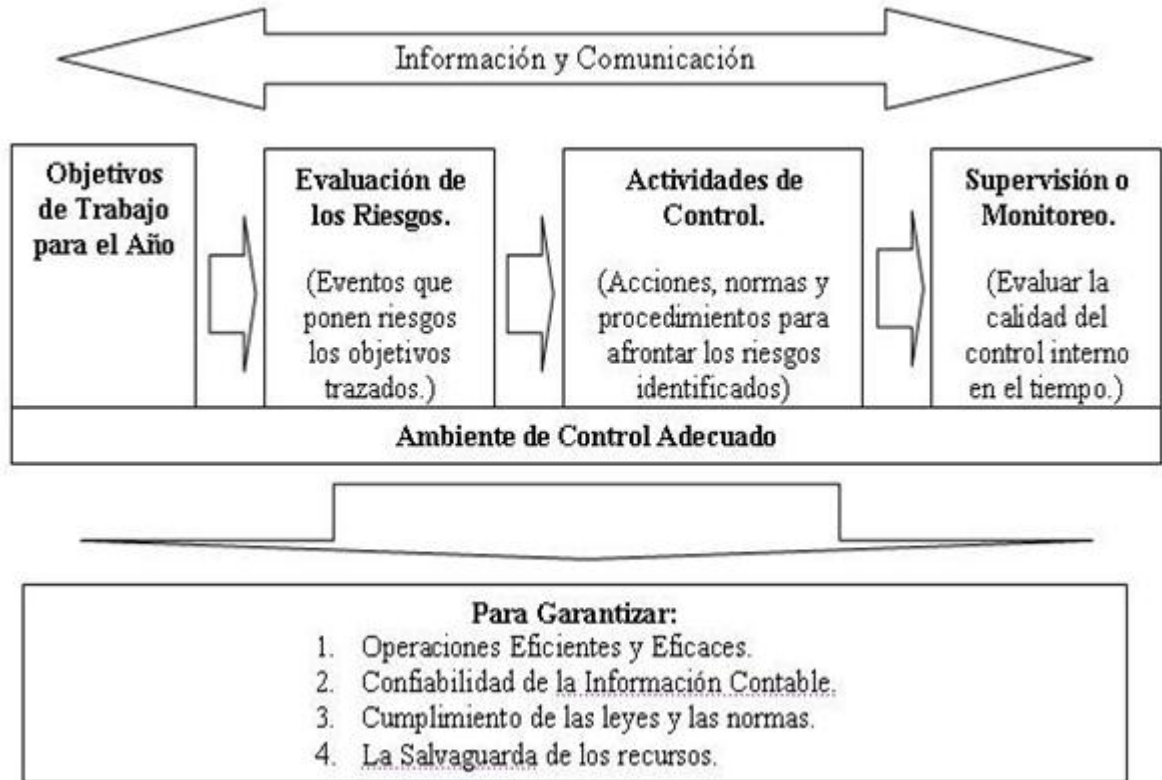 Información y Comunicación
Objetivos
de Trabajo
para el Año
Evaluación de
los Riesgos.
(Eventos que
ponen riesgos
los objetivos
trazados.)
Actividades de
Control.
(Acciones, normas y
procedimientos para
afrontar los riesgos
identificados)
Supervisión o
Monitoreo.
(Evaluar la
calidad del
control interno
en el tiempo.)
Ambiente de Control Adecuado
Para Garantizar:
1. Operaciones Eficientes y Eficaces.
2. Confiabilidad de la Información Contable.
3. Cumplimiento de las leyes y las normas.
4. La Salvaguarda de los recursos.